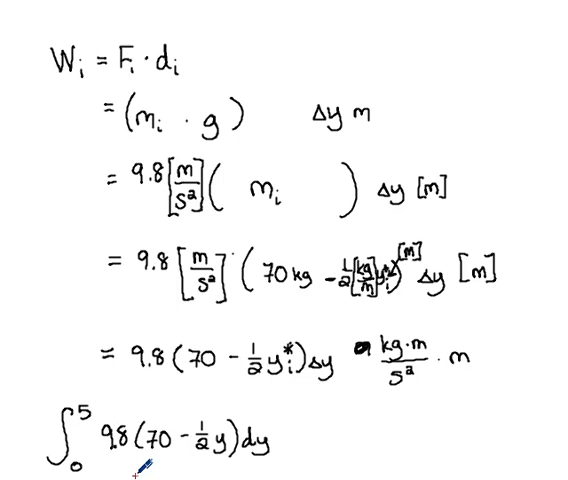 Wᵢ = Fᵢ · dᵢ
= (mᵢ · g) Δy m
= 9.8 [m/s²] ( mᵢ ) Δy [m]
= 9.8 [m/s²] · (70 kg - 1/2 [kg/m] yᵢ* [m]) Δy [m]
= 9.8 (70 - 1/2 yᵢ*) Δy kg·m/s² · m
∫₀⁵ 9.8 (70 - 1/2 y) dy